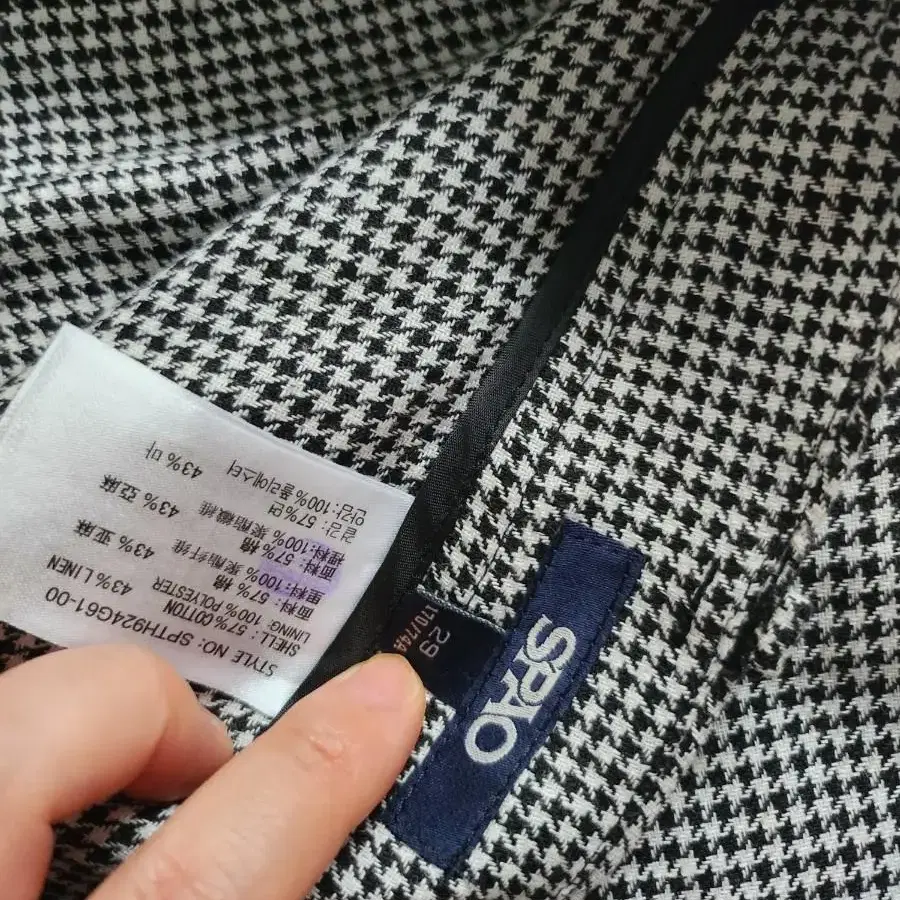 SPAO
29
170/74A
STYLE NO: SPTH924G61-00
SHELL: 57% COTTON 43% LINEN
LINING: 100% POLYESTER
面料: 57% 棉 43% 亚麻
里料:100% 聚酯纤维
面料: 57% 棉 43% 亞麻
裡料:100% 聚酯纖維
겉감: 57%면 43% 마
안감:100%폴리에스터